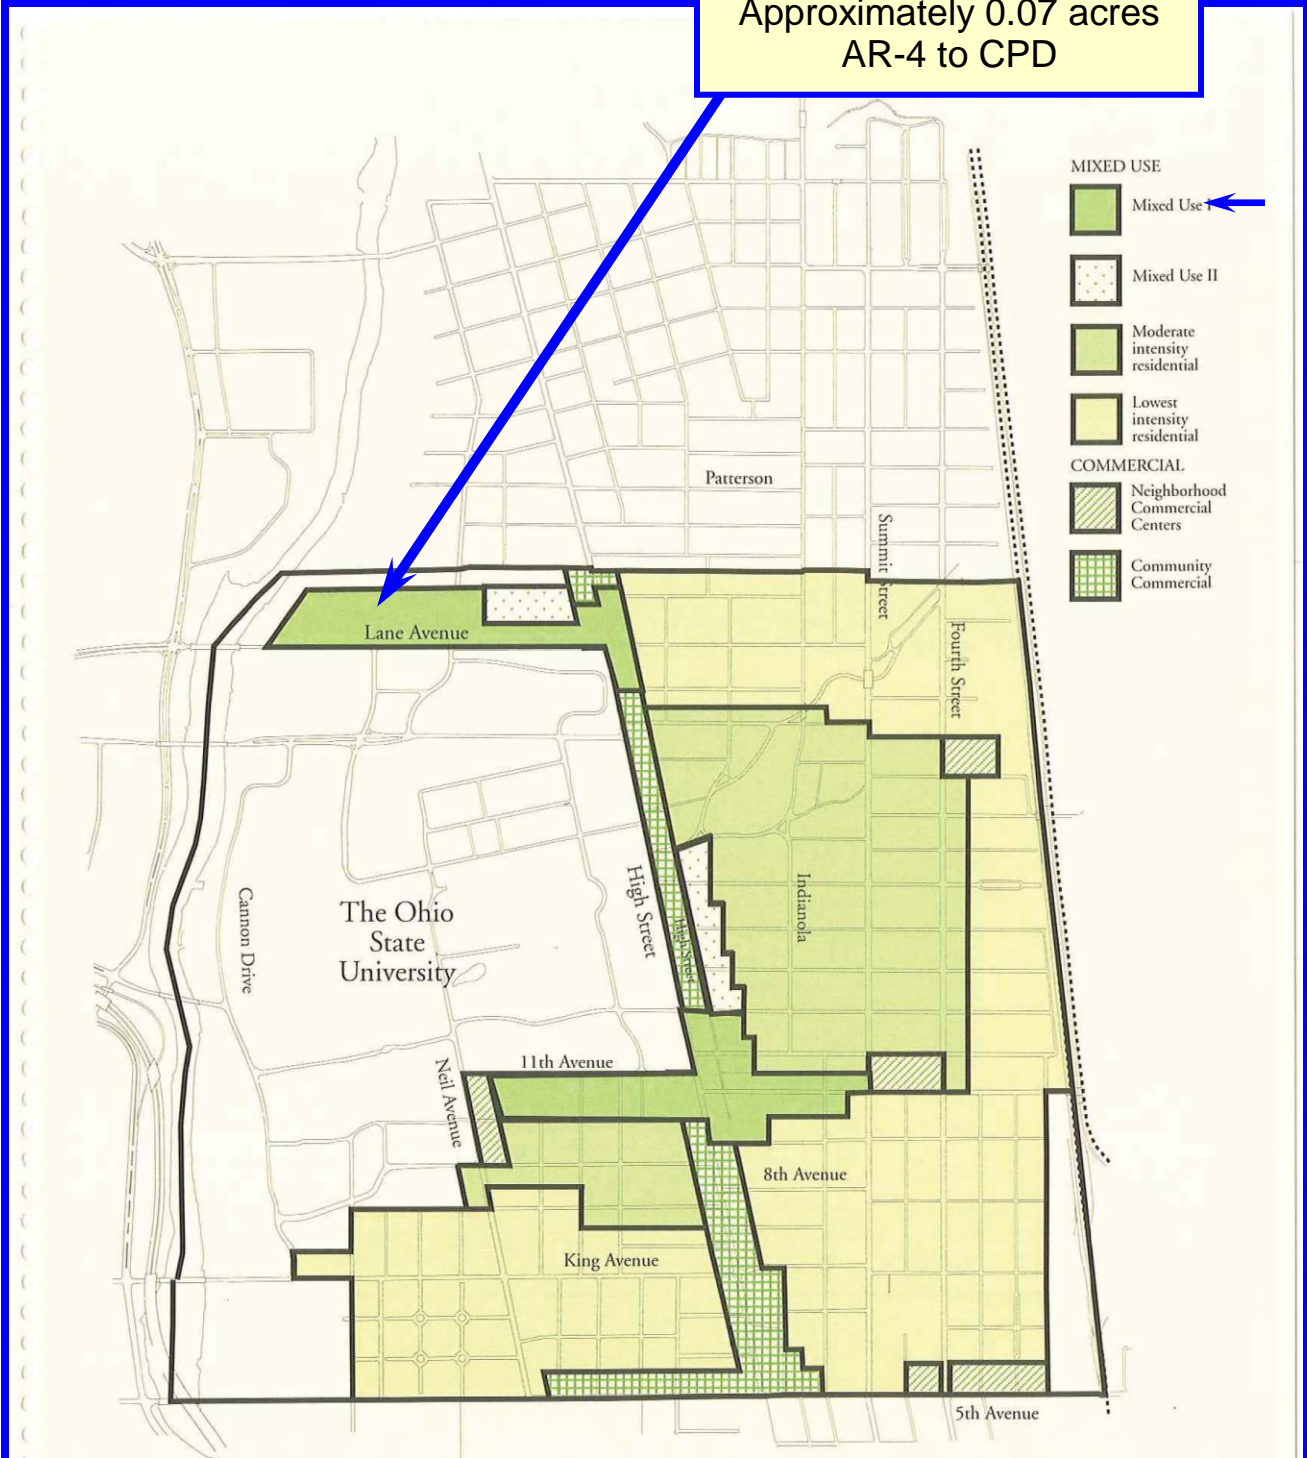 Approximately 0.07 acres
AR-4 to CPD
MIXED USE
Mixed Use I
Mixed Use II
Moderate
intensity
residential
Lowest
intensity
residential
COMMERCIAL
Neighborhood
Commercial
Centers
Community
Commercial
Patterson
Summit Street
Fourth Street
Lane Avenue
High Street
High Street
Indianola
Cannon Drive
The Ohio
State
University
Neil Avenue
11th Avenue
8th Avenue
King Avenue
5th Avenue